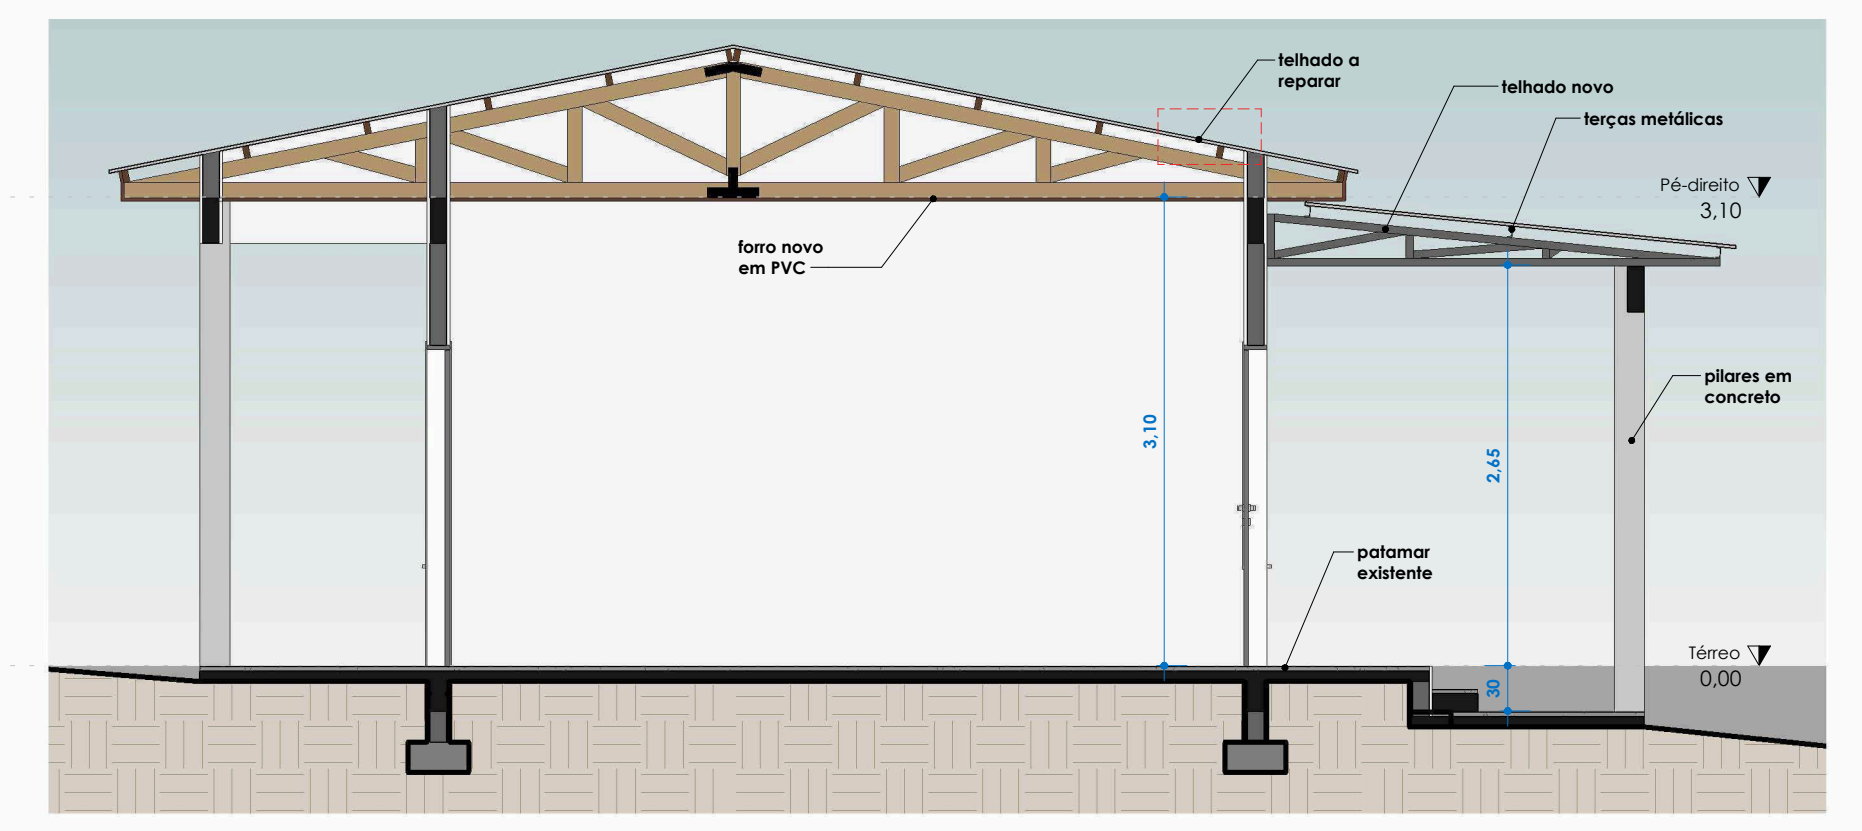 telhado a
reparar
telhado novo
terças metálicas
Pé-direito
3,10
forro novo
em PVC
pilares em
concreto
3,10
2,65
patamar
existente
Térreo
0,00
30